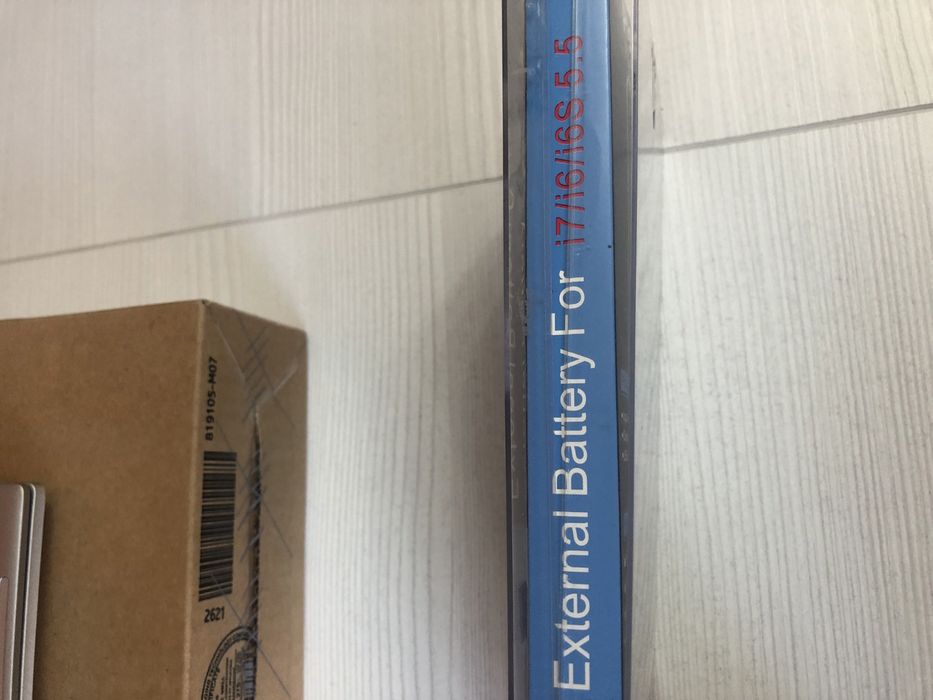 External Battery For i7/i6/i6S 5.5
819105-M07
2621